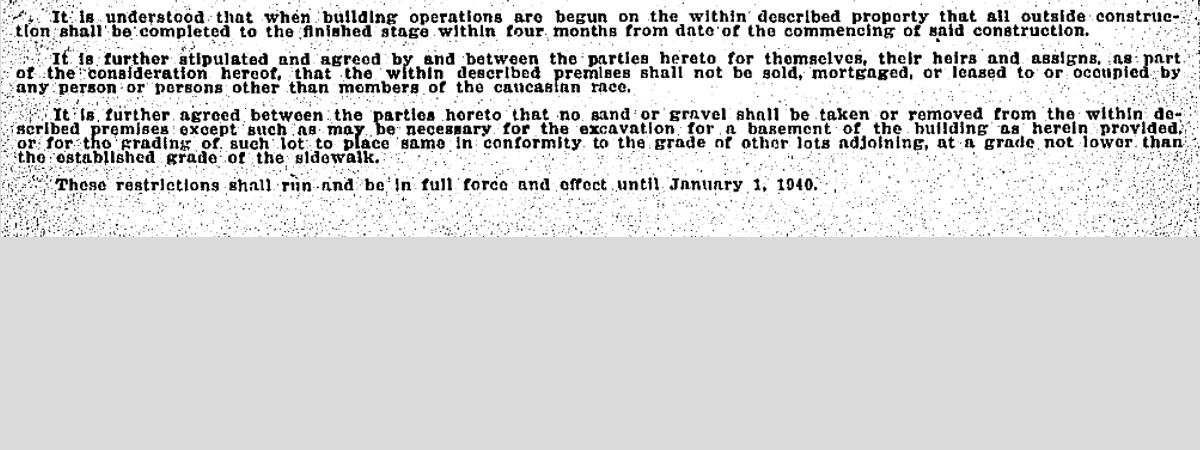 It is understood that when building operations are begun on the within described property that all outside construc-
tion shall be completed to the finished stage within four months from date of the commencing of said construction.
It is further stipulated and agreed by and between the parties hereto for themselves, their heirs and assigns, as part
of the consideration hereof, that the within described premises shall not be sold, mortgaged, or leased to or occupied by
any person or persons other than members of the caucasian race.
It is further agreed between the parties hereto that no sand or gravel shall be taken or removed from the within de-
scribed premises except such as may be necessary for the excavation for a basement of the building as herein provided,
or for the grading of such lot to place same in conformity to the grade of other lots adjoining, at a grade not lower than
the established grade of the sidewalk.
These restrictions shall run and be in full force and effect until January 1, 1940.